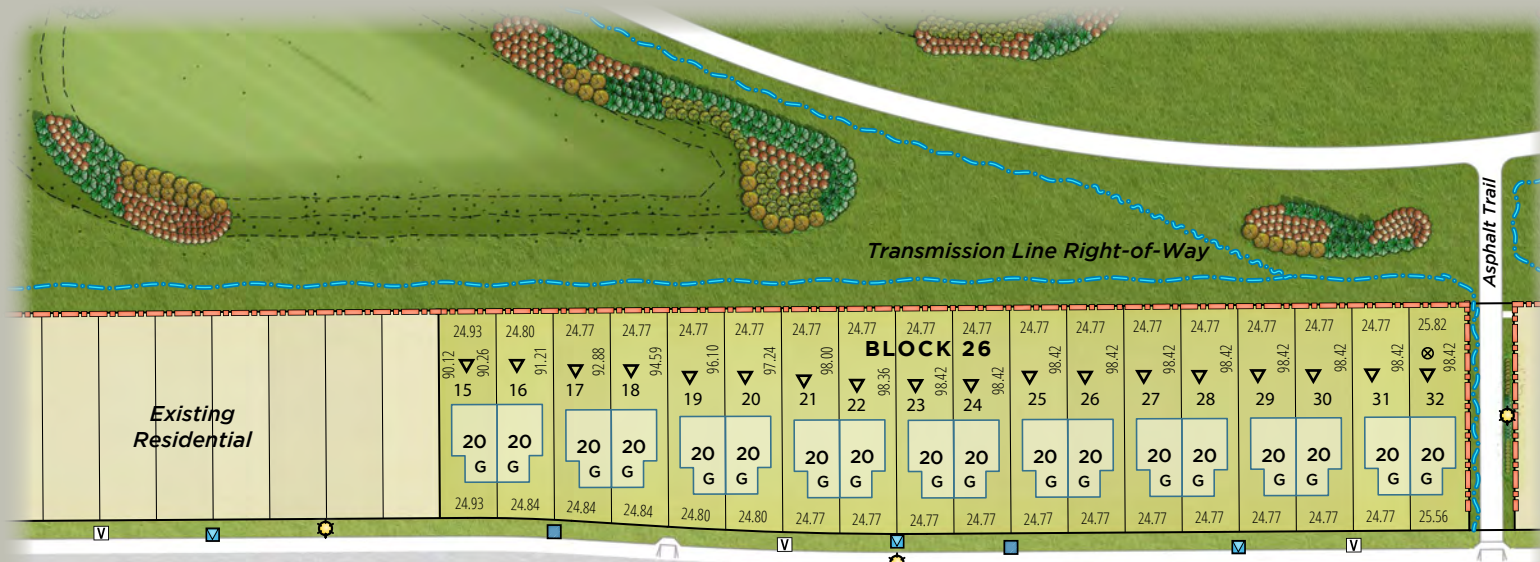 Asphalt Trail
Transmission Line Right-of-Way
24.93 24.80 24.77 24.77 24.77 24.77 24.77 24.77 24.77 24.77 24.77 24.77 24.77 24.77 24.77 24.77 24.77 25.82
BLOCK 26
90.12 90.26 91.21 92.88 94.59 96.10 97.24 98.00 98.36 98.42 98.42 98.42 98.42 98.42 98.42 98.42 98.42 98.42 98.42
15 16 17 18 19 20 21 22 23 24 25 26 27 28 29 30 31 32
Existing
Residential
20 20 20 20 20 20 20 20 20 20 20 20 20 20 20 20 20 20
G G G G G G G G G G G G G G G G G G
24.93 24.84 24.84 24.84 24.80 24.80 24.77 24.77 24.77 24.77 24.77 24.77 24.77 24.77 24.77 24.77 24.77 25.56
V V V